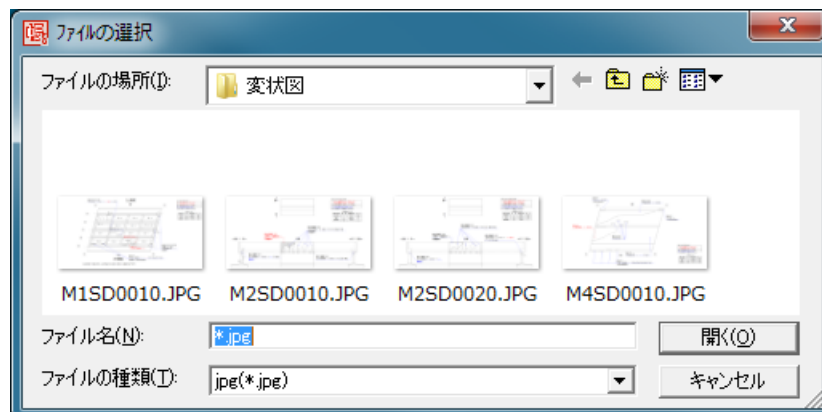 ファイルの選択
ファイルの場所(I):
変状図
M1SD0010.JPG
M2SD0010.JPG
M2SD0020.JPG
M4SD0010.JPG
ファイル名(N):
*.jpg
開く(O)
ファイルの種類(T):
jpg(*.jpg)
キャンセル